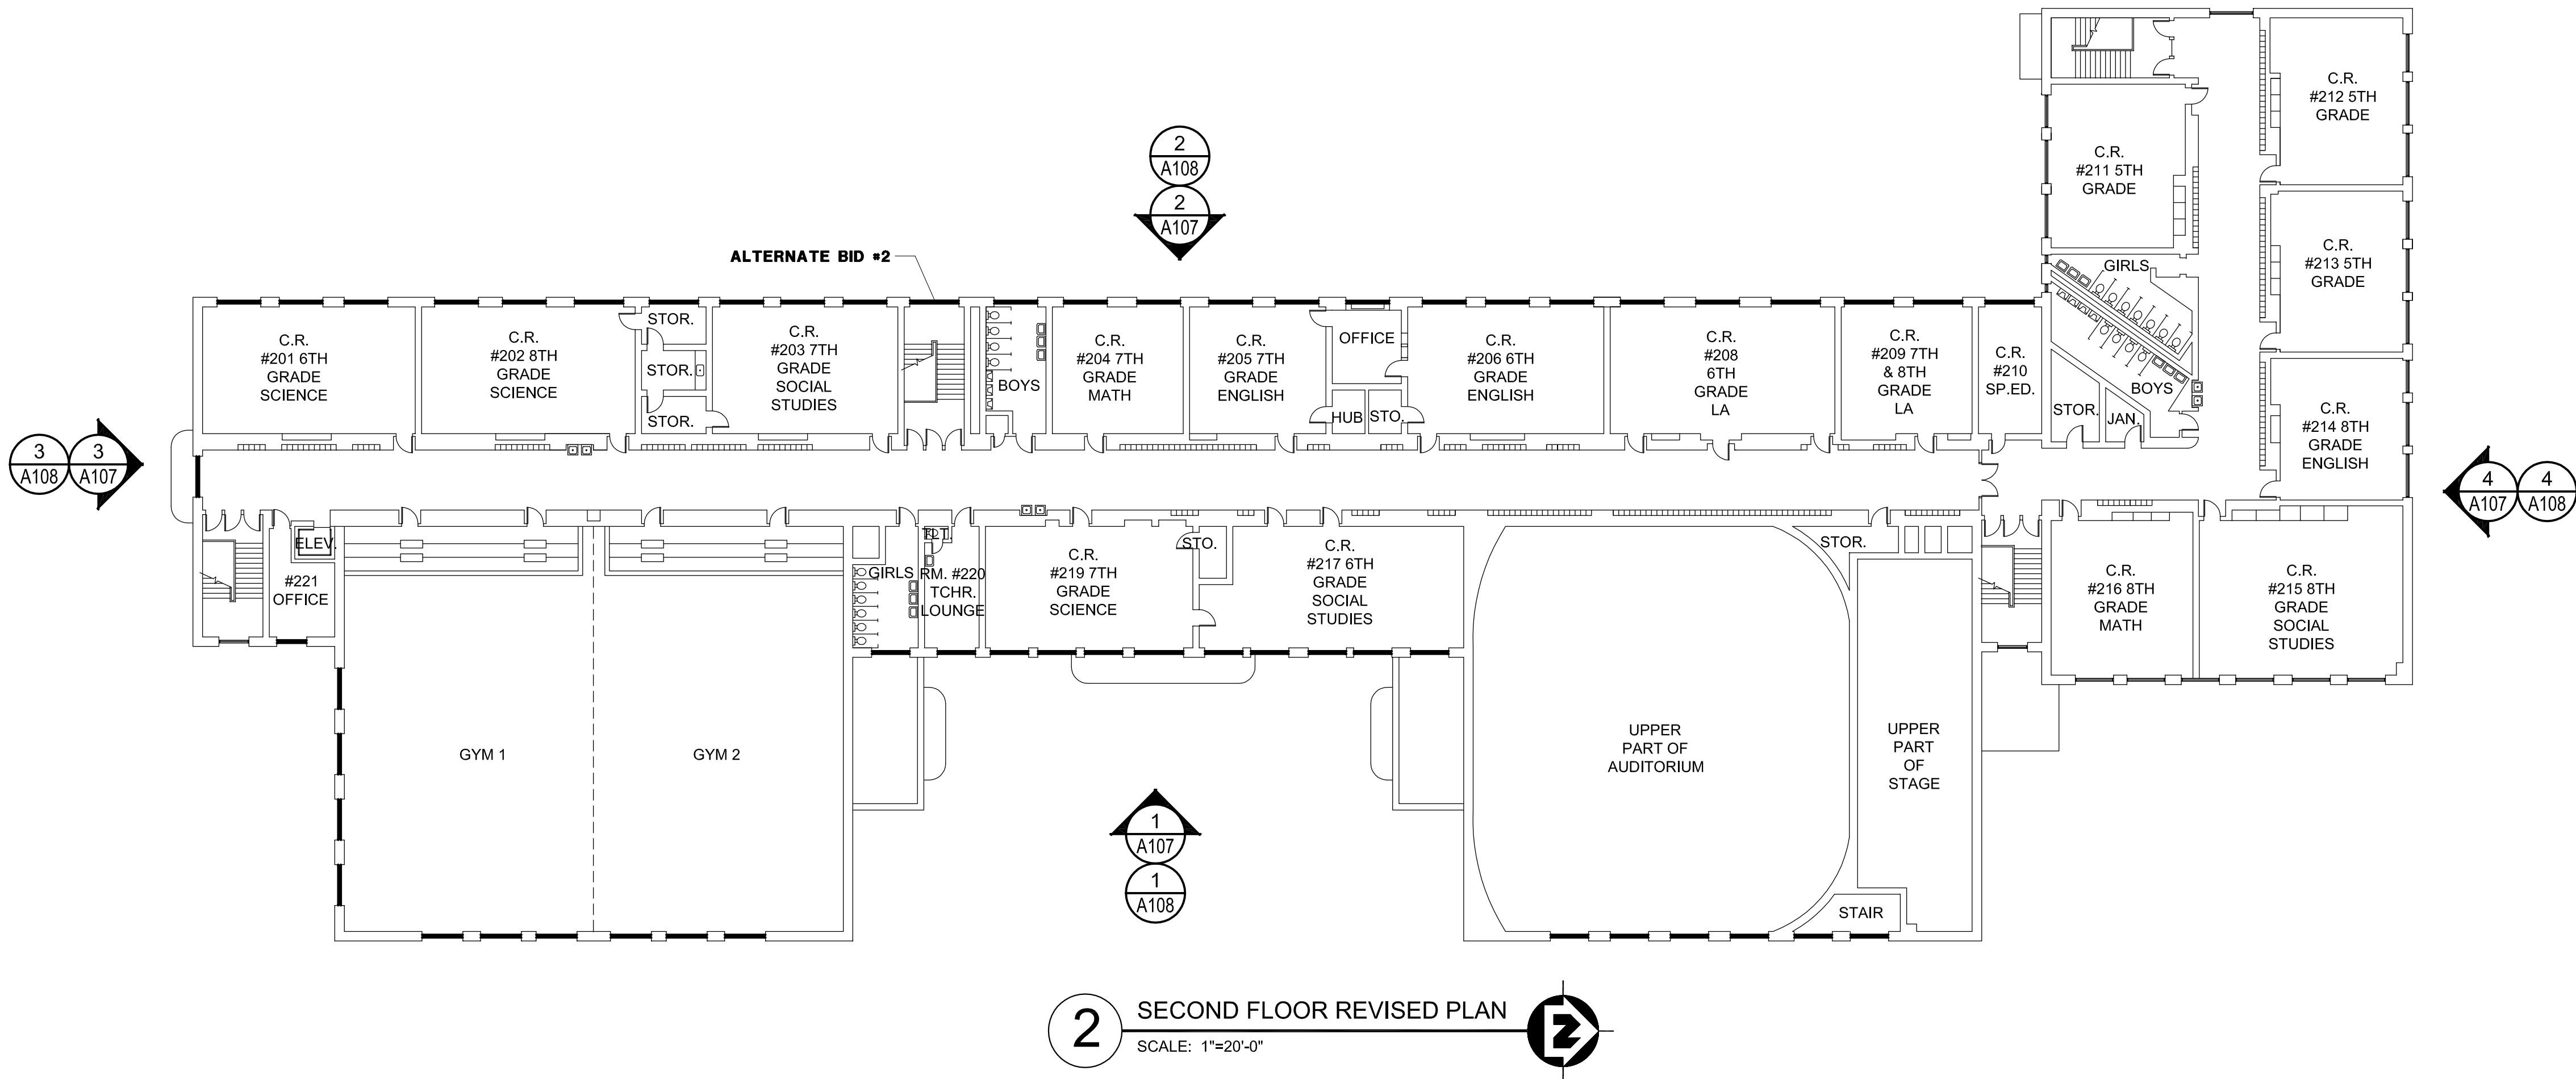 C.R.
#212 5TH
GRADE
C.R.
#211 5TH
GRADE
2
A108
2
A107
ALTERNATE BID #2
C.R.
#213 5TH
GRADE
GIRLS
C.R.
#201 6TH
GRADE
SCIENCE
C.R.
#202 8TH
GRADE
SCIENCE
STOR.
STOR.
STOR.
C.R.
#203 7TH
GRADE
SOCIAL
STUDIES
BOYS
C.R.
#204 7TH
GRADE
MATH
C.R.
#205 7TH
GRADE
ENGLISH
OFFICE
HUB
STO.
C.R.
#206 6TH
GRADE
ENGLISH
C.R.
#208
6TH
GRADE
LA
C.R.
#209 7TH
& 8TH
GRADE
LA
C.R.
#210
SP.ED.
BOYS
STOR.
JAN.
C.R.
#214 8TH
GRADE
ENGLISH
3
A108
3
A107
4
A107
4
A108
ELEV.
#221
OFFICE
GIRLS
TLT.
RM. #220
TCHR.
LOUNGE
C.R.
#219 7TH
GRADE
SCIENCE
STO.
C.R.
#217 6TH
GRADE
SOCIAL
STUDIES
STOR.
C.R.
#216 8TH
GRADE
MATH
C.R.
#215 8TH
GRADE
SOCIAL
STUDIES
GYM 1
GYM 2
UPPER
PART OF
AUDITORIUM
UPPER
PART
OF
STAGE
1
A107
1
A108
STAIR
2
SECOND FLOOR REVISED PLAN
SCALE: 1"=20'-0"
N